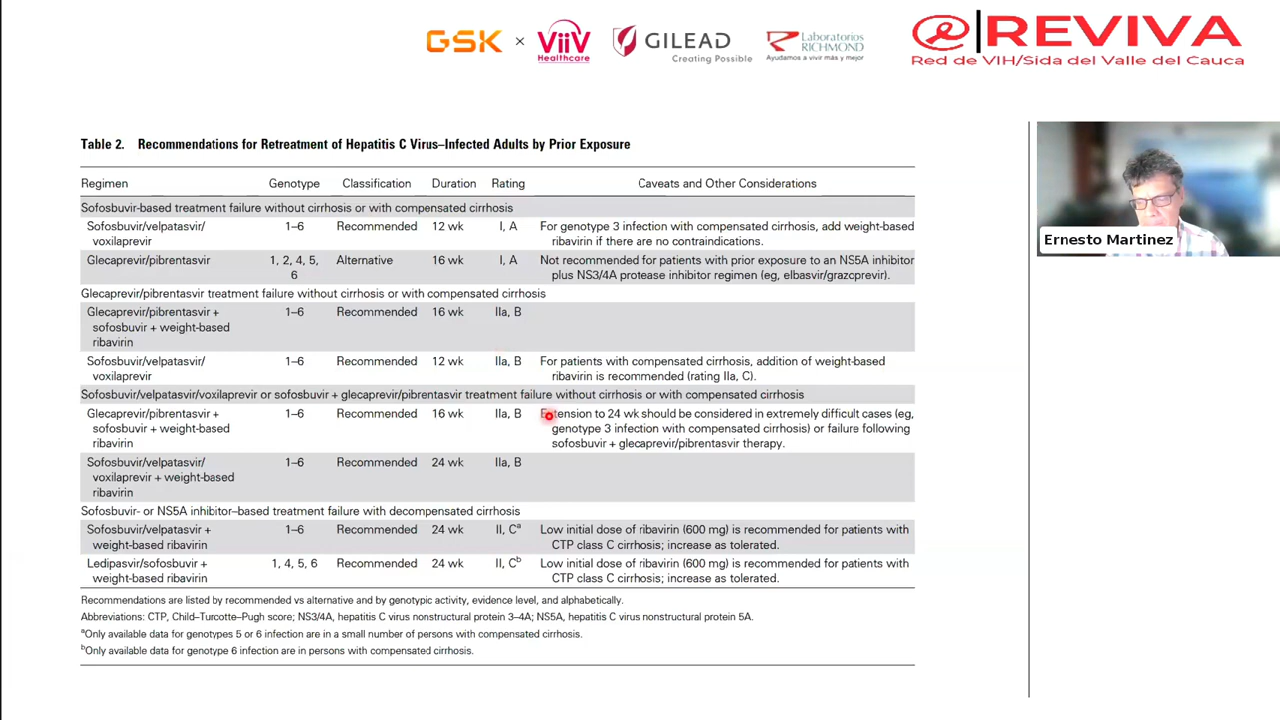 GSK × ViiV Healthcare GILEAD Creating Possible Laboratorios RICHMOND Ayudamos a vivir más y mejor
REVIVA
Red de VIH/Sida del Valle del Cauca
Table 2. Recommendations for Retreatment of Hepatitis C Virus–Infected Adults by Prior Exposure
Regimen Genotype Classification Duration Rating Caveats and Other Considerations
Sofosbuvir-based treatment failure without cirrhosis or with compensated cirrhosis
Sofosbuvir/velpatasvir/ 1–6 Recommended 12 wk I, A For genotype 3 infection with compensated cirrhosis, add weight-based
voxilaprevir ribavirin if there are no contraindications.
Glecaprevir/pibrentasvir 1, 2, 4, 5, Alternative 16 wk I, A Not recommended for patients with prior exposure to an NS5A inhibitor
6 plus NS3/4A protease inhibitor regimen (eg, elbasvir/grazoprevir).
Glecaprevir/pibrentasvir treatment failure without cirrhosis or with compensated cirrhosis
Glecaprevir/pibrentasvir + 1–6 Recommended 16 wk IIa, B
sofosbuvir + weight-based
ribavirin
Sofosbuvir/velpatasvir/ 1–6 Recommended 12 wk IIa, B For patients with compensated cirrhosis, addition of weight-based
voxilaprevir ribavirin is recommended (rating IIa, C).
Sofosbuvir/velpatasvir/voxilaprevir or sofosbuvir + glecaprevir/pibrentasvir treatment failure without cirrhosis or with compensated cirrhosis
Glecaprevir/pibrentasvir + 1–6 Recommended 16 wk IIa, B Extension to 24 wk should be considered in extremely difficult cases (eg,
sofosbuvir + weight-based genotype 3 infection with compensated cirrhosis) or failure following
ribavirin sofosbuvir + glecaprevir/pibrentasvir therapy.
Sofosbuvir/velpatasvir/ 1–6 Recommended 24 wk IIa, B
voxilaprevir + weight-based
ribavirin
Sofosbuvir- or NS5A inhibitor–based treatment failure with decompensated cirrhosis
Sofosbuvir/velpatasvir + 1–6 Recommended 24 wk II, Cᵃ Low initial dose of ribavirin (600 mg) is recommended for patients with
weight-based ribavirin CTP class C cirrhosis; increase as tolerated.
Ledipasvir/sofosbuvir + 1, 4, 5, 6 Recommended 24 wk II, Cᵇ Low initial dose of ribavirin (600 mg) is recommended for patients with
weight-based ribavirin CTP class C cirrhosis; increase as tolerated.
Recommendations are listed by recommended vs alternative and by genotypic activity, evidence level, and alphabetically.
Abbreviations: CTP, Child–Turcotte–Pugh score; NS3/4A, hepatitis C virus nonstructural protein 3–4A; NS5A, hepatitis C virus nonstructural protein 5A.
ᵃOnly available data for genotypes 5 or 6 infection are in a small number of persons with compensated cirrhosis.
ᵇOnly available data for genotype 6 infection are in persons with compensated cirrhosis.
Ernesto Martinez